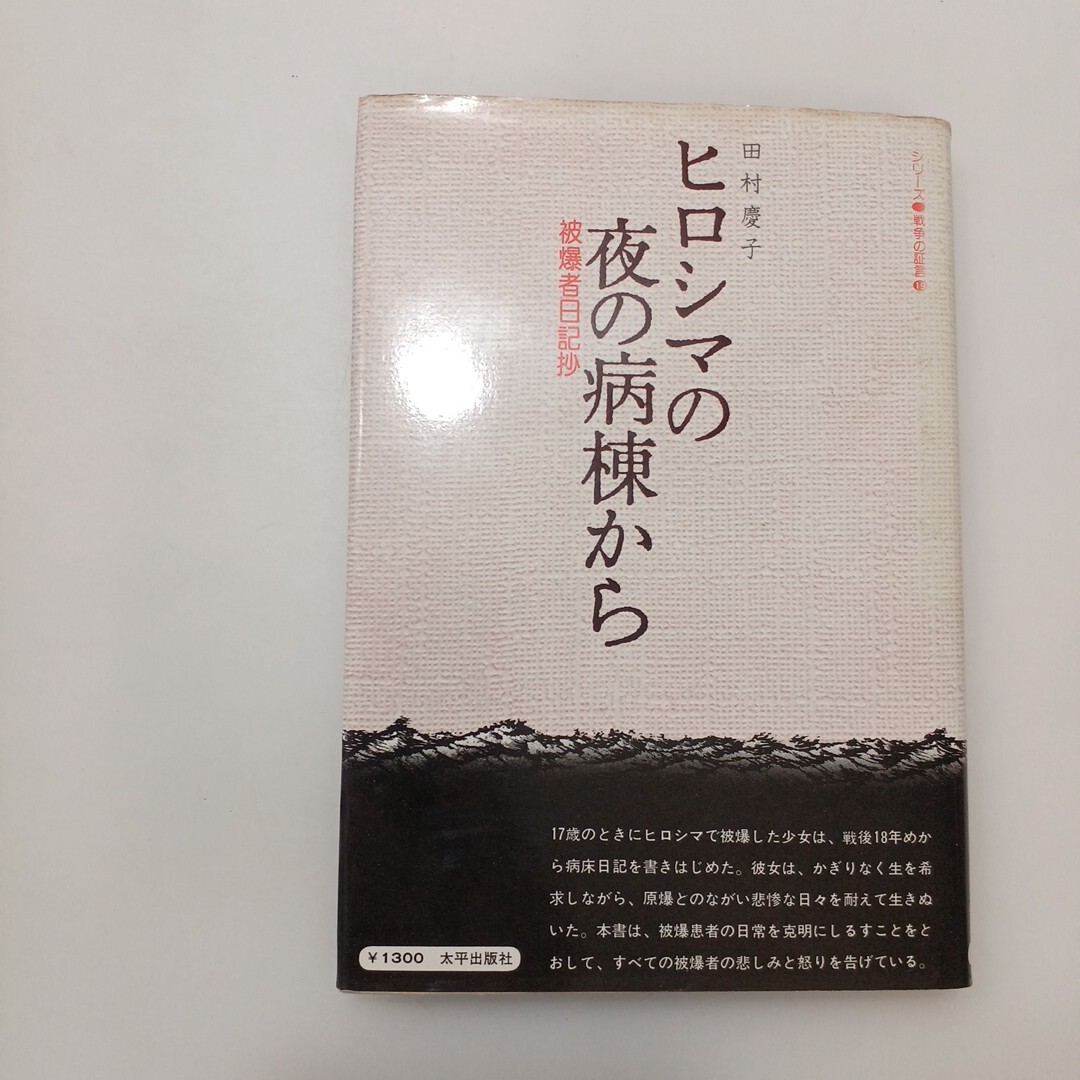 シリーズ●戦争の証言⓳
田村慶子
ヒロシマの
夜の病棟から
被爆者日記抄
17歳のときにヒロシマで被爆した少女は、戦後18年めか
ら病床日記を書きはじめた。彼女は、かぎりなく生を希
求しながら、原爆とのながい悲惨な日々を耐えて生きぬ
いた。本書は、被爆患者の日常を克明にしるすことをと
おして、すべての被爆者の悲しみと怒りを告げている。
￥1300 太平出版社